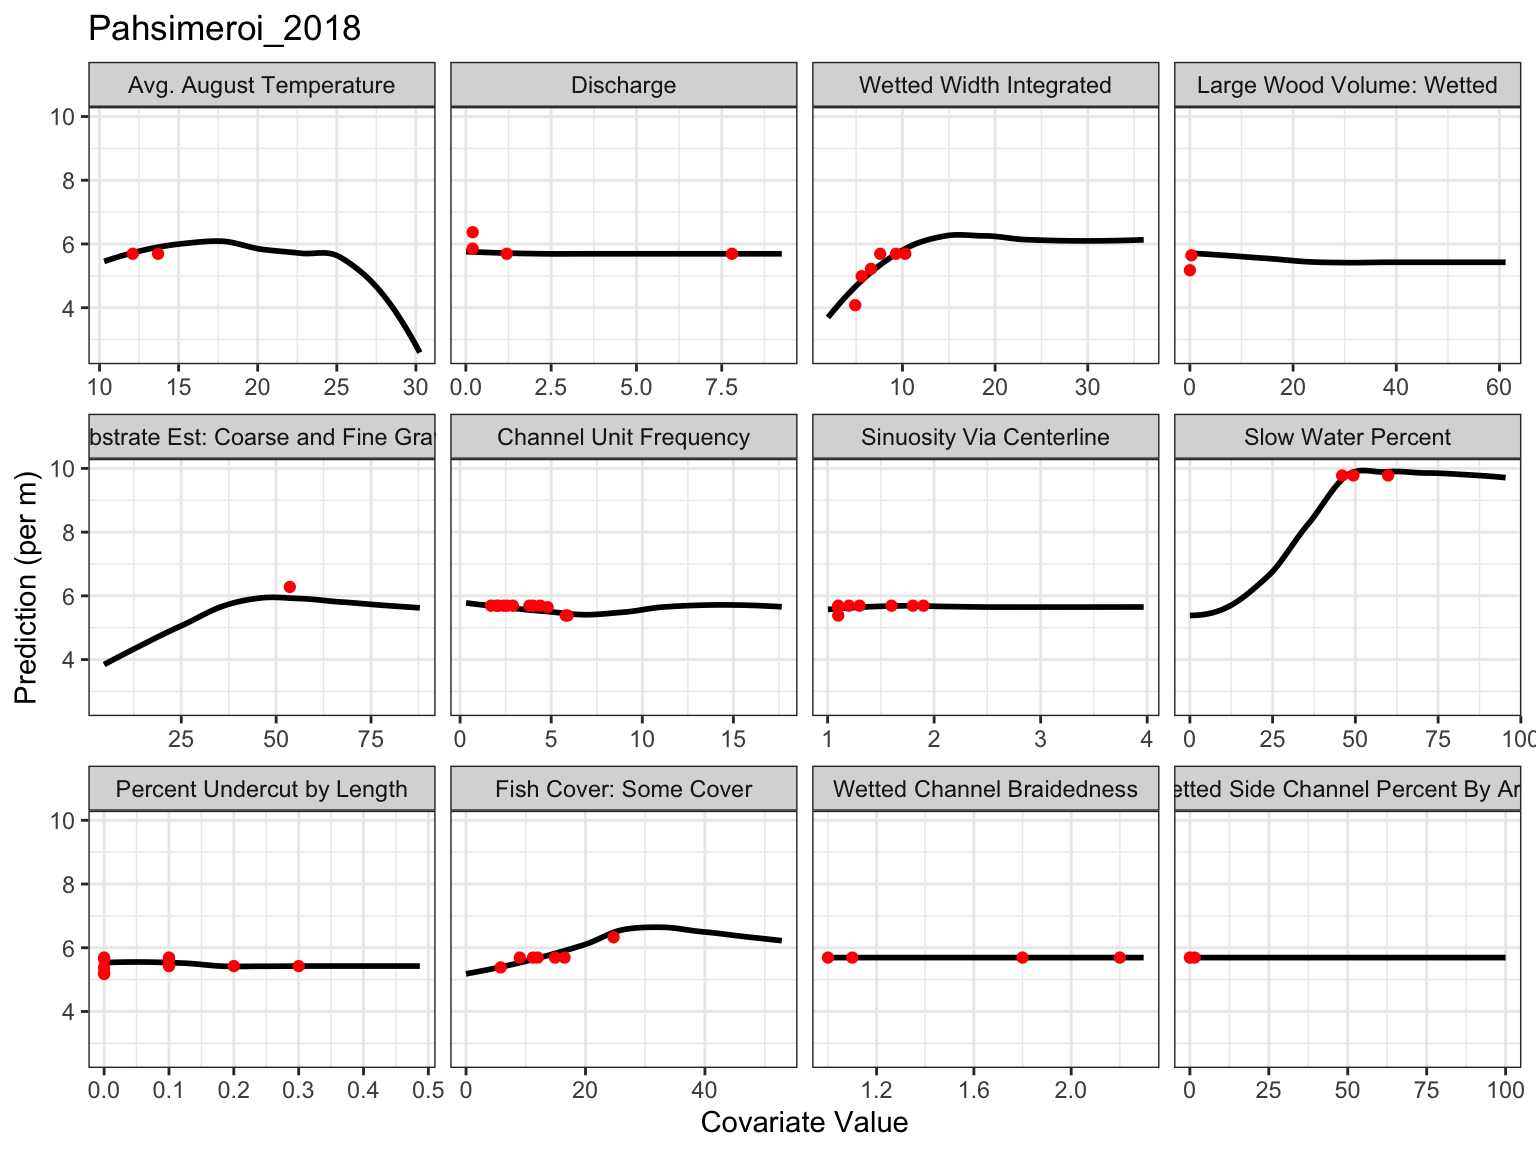 Pahsimeroi_2018
Avg. August Temperature
Discharge
Wetted Width Integrated
Large Wood Volume: Wetted
10
8
6
4
10 15 20 25 30
0.0 2.5 5.0 7.5
10 20 30
0 20 40 60
bstrate Est: Coarse and Fine Gra
Channel Unit Frequency
Sinuosity Via Centerline
Slow Water Percent
10
8
6
4
25 50 75
0 5 10 15
1 2 3 4
0 25 50 75 100
Prediction (per m)
Percent Undercut by Length
Fish Cover: Some Cover
Wetted Channel Braidedness
etted Side Channel Percent By Ar
10
8
6
4
0.0 0.1 0.2 0.3 0.4 0.5
0 20 40
1.2 1.6 2.0
0 25 50 75 100
Covariate Value